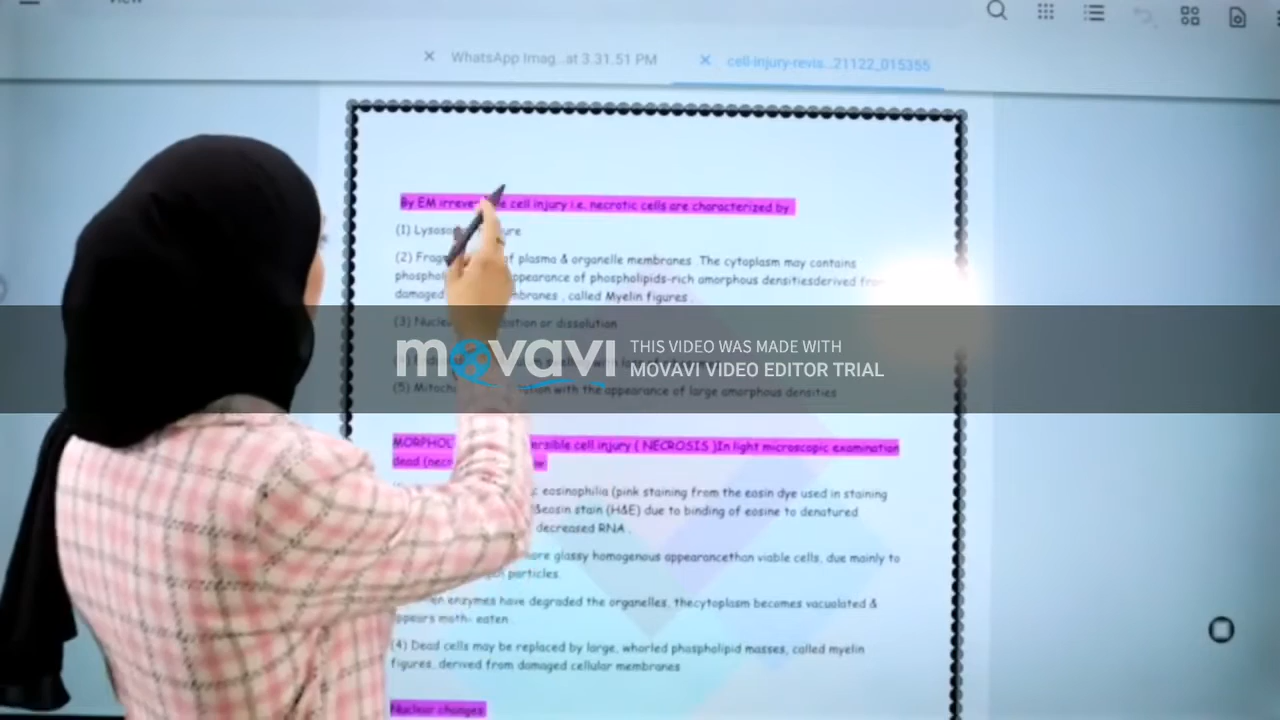 View
WhatsApp Imag...at 3.31.51 PM
cell-injury-revis...21122_015355
By EM irreve e cell injury i.e. necrotic cells are characterized by
(1) Lysoso ure
(2) Frag of plasma & organelle membranes .The cytoplasm may contains
phosphol ppearance of phospholipids-rich amorphous densitiesderived fro
damaged mbranes , called Myelin figures .
(3) Nucle ation or dissolution
movavi
THIS VIDEO WAS MADE WITH
MOVAVI VIDEO EDITOR TRIAL
(5) Mitoch tion with the appearance of large amorphous densities
MORPHOL ersible cell injury ( NECROSIS )In light microscopic examination
dead (necr
eosinophilia (pink staining from the eosin dye used in staining
&eosin stain (H&E) due to binding of eosine to denatured
decreased RNA .
ore glassy homogenous appearancethan viable cells, due mainly to
particles.
en enzymes have degraded the organelles, thecytoplasm becomes vacuolated &
appears moth- eaten .
(4) Dead cells may be replaced by large, whorled phospholipid masses, called myelin
figures, derived from damaged cellular membranes
Nuclear changes